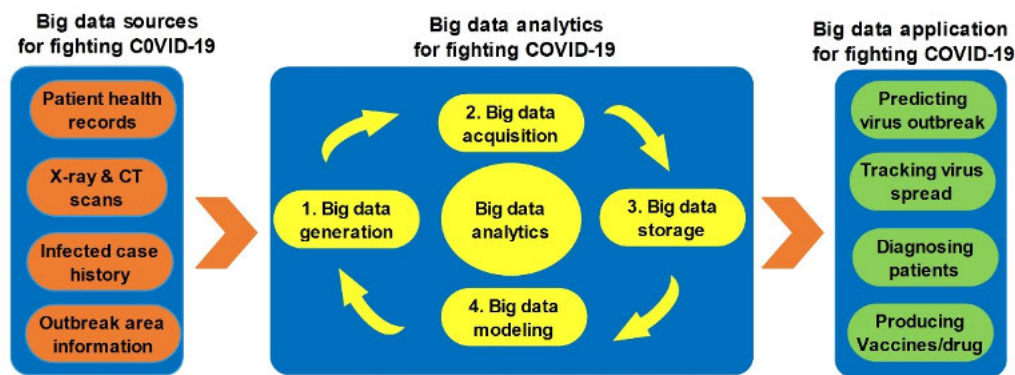 Big data sources
for fighting C0VID-19
Patient health
records
X-ray & CT
scans
Infected case
history
Outbreak area
information
Big data analytics
for fighting COVID-19
2. Big data
acquisition
1. Big data
generation
Big data
analytics
3. Big data
storage
4. Big data
modeling
Big data application
for fighting COVID-19
Predicting
virus outbreak
Tracking virus
spread
Diagnosing
patients
Producing
Vaccines/drug